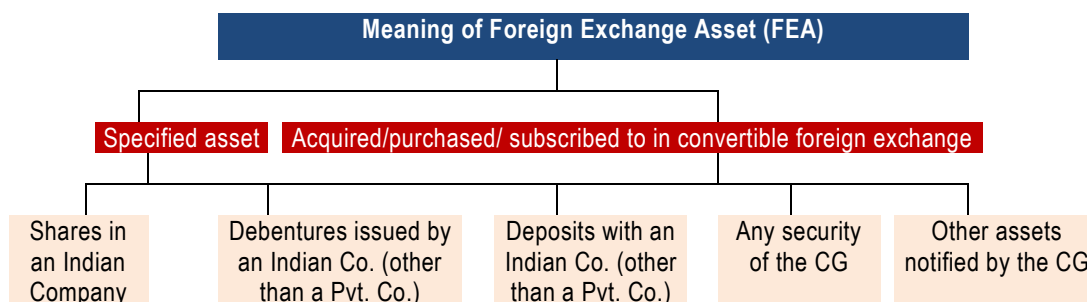 Meaning of Foreign Exchange Asset (FEA)
Specified asset
Acquired/purchased/ subscribed to in convertible foreign exchange
Shares in
an Indian
Company
Debentures issued by
an Indian Co. (other
than a Pvt. Co.)
Deposits with an
Indian Co. (other
than a Pvt. Co.)
Any security
of the CG
Other assets
notified by the CG